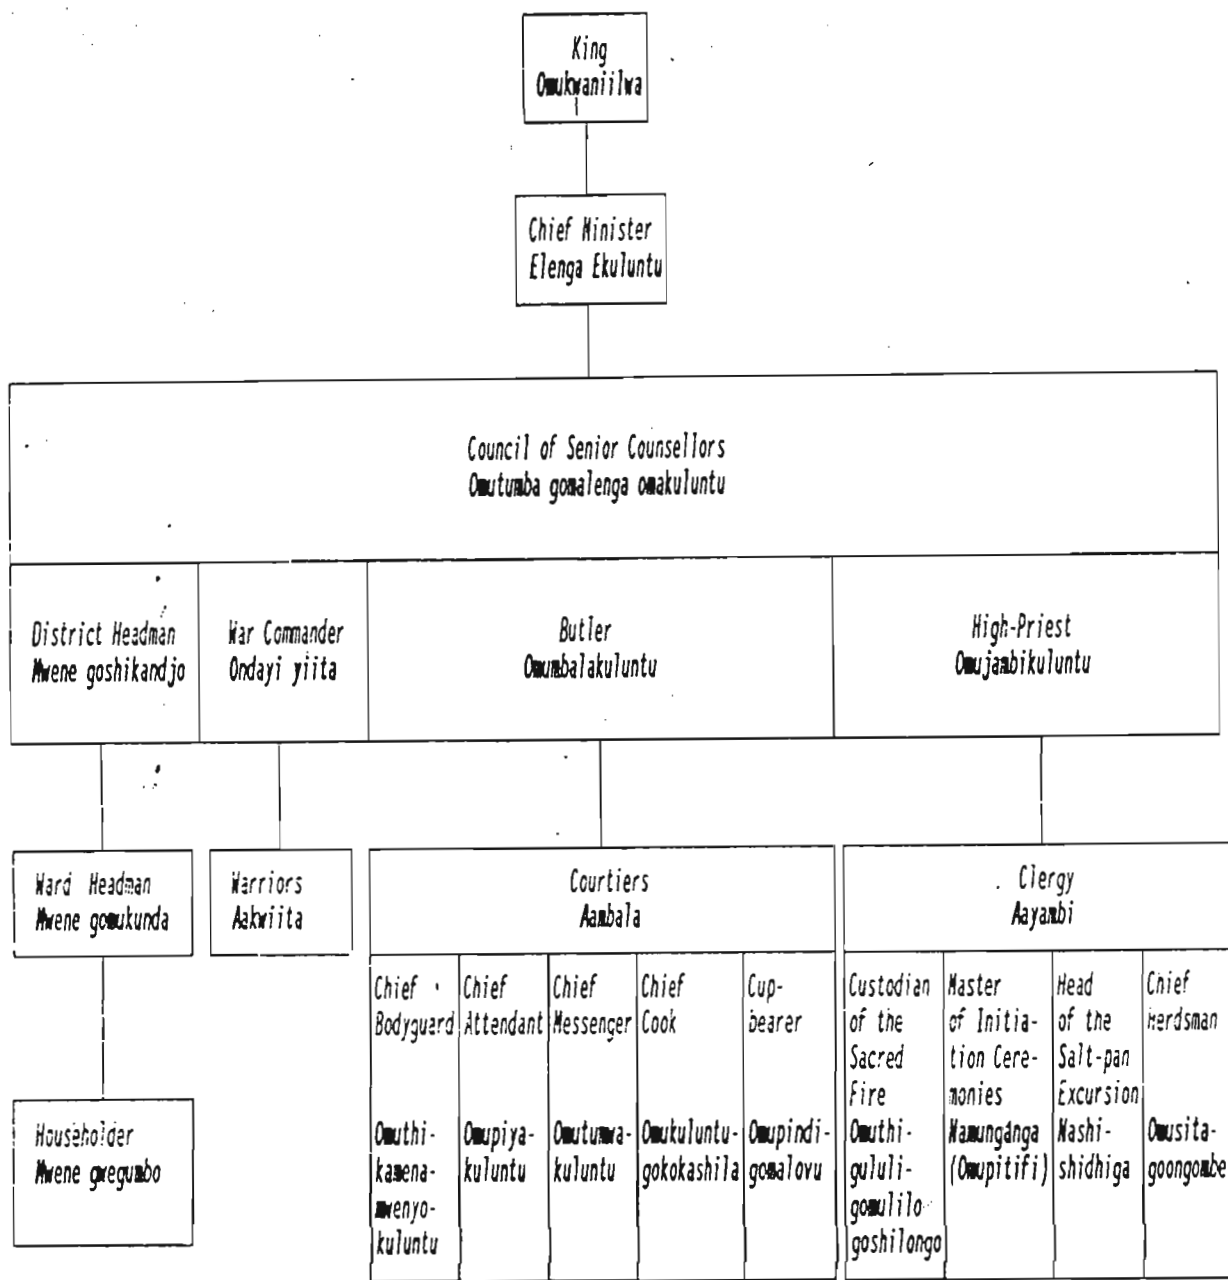 King
Omukwaniilwa
Chief Minister
Elenga Ekuluntu
Council of Senior Counsellors
Omutumba gomalenga omakuluntu
District Headman
Mwene goshikandjo
War Commander
Ondayi yiita
Butler
Omumbalakuluntu
High-Priest
Omujambikuluntu
Ward Headman
Mwene gomukunda
Householder
Mwene gwegumbo
Warriors
Aakwiita
Courtiers
Aambala
Chief
Bodyguard
Omuthi-
kamena-
mwenyo-
kuluntu
Chief
Attendant
Omupiya-
kuluntu
Chief
Messenger
Omutumwa-
kuluntu
Chief
Cook
Omukuluntu-
gokokashila
Cup-
bearer
Omupindi-
gomalovu
Clergy
Aayambi
Custodian
of the
Sacred
Fire
Omuthi-
gululi-
gomulilo
goshilongo
Master
of Initia-
tion Cere-
monies
Namunganga
(Omupitifi)
Head
of the
Salt-pan
Excursion
Nashi-
shidhiga
Chief
Herdsman
Omusita-
goongombe